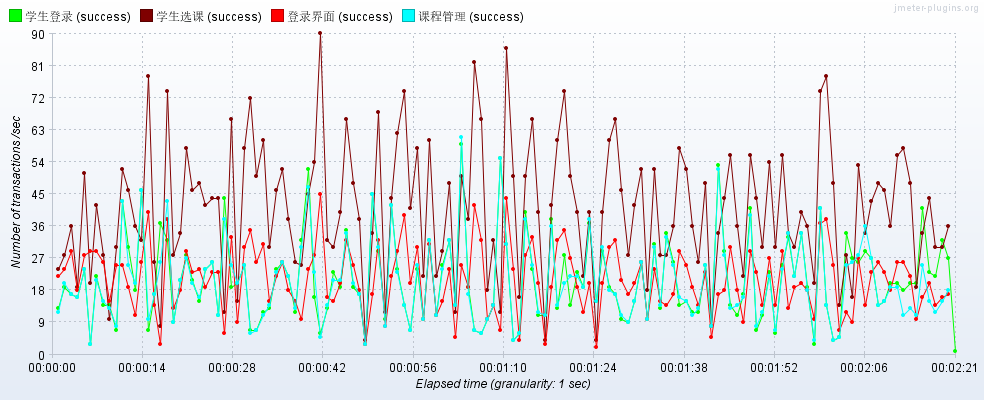 学生登录 (success) 学生选课 (success) 登录界面 (success) 课程管理 (success)
jmeter-plugins.org
90
81
72
63
54
45
36
27
18
9
0
Number of transactions /sec
00:00:00 00:00:14 00:00:28 00:00:42 00:00:56 00:01:10 00:01:24 00:01:38 00:01:52 00:02:06 00:02:21
Elapsed time (granularity: 1 sec)